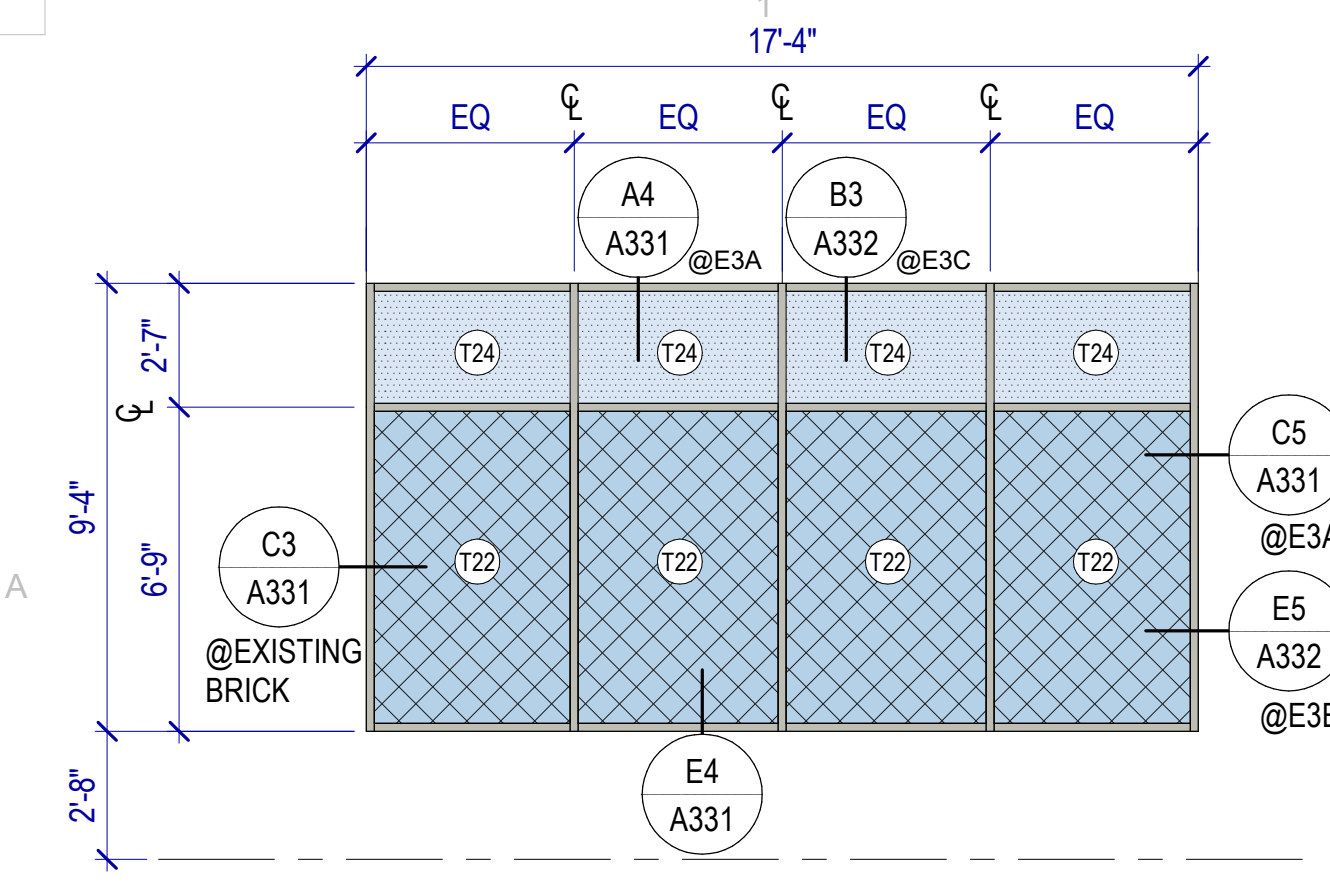 1
17'-4"
EQ
℄
EQ
℄
EQ
℄
EQ
A4
A331
@E3A
B3
A332
@E3C
2'-7"
℄
9'-4"
6'-9"
2'-8"
T24
T24
T24
T24
C5
A331
@E3A
C3
A331
@EXISTING
BRICK
T22
T22
T22
T22
A
E5
A332
@E3
E4
A331